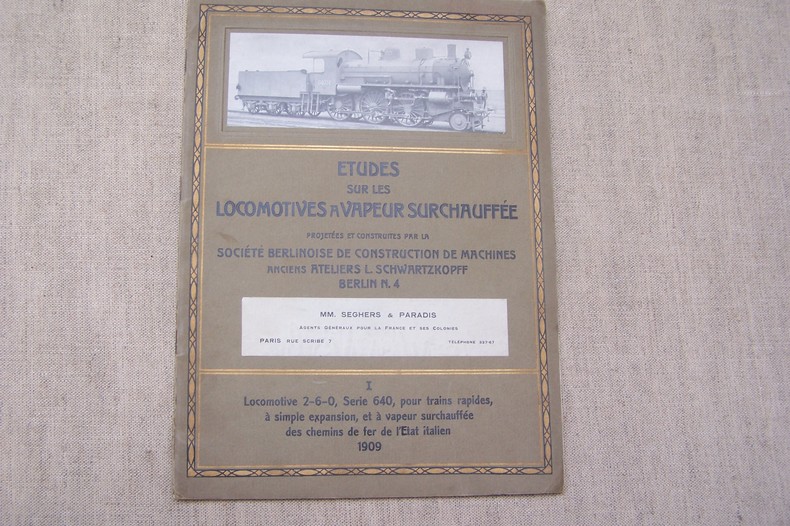 ETUDES
SUR LES
LOCOMOTIVES A VAPEUR SURCHAUFFÉE
PROJETÉES ET CONSTRUITES PAR LA
SOCIÉTÉ BERLINOISE DE CONSTRUCTION DE MACHINES
ANCIENS ATELIERS L. SCHWARTZKOPFF
BERLIN N. 4
MM. SEGHERS & PARADIS
AGENTS GÉNÉRAUX POUR LA FRANCE ET SES COLONIES
PARIS RUE SCRIBE 7 TÉLÉPHONE 327-67
I
Locomotive 2-6-0, Serie 640, pour trains rapides,
à simple expansion, et à vapeur surchauffée
des chemins de fer de l'Etat italien
1909